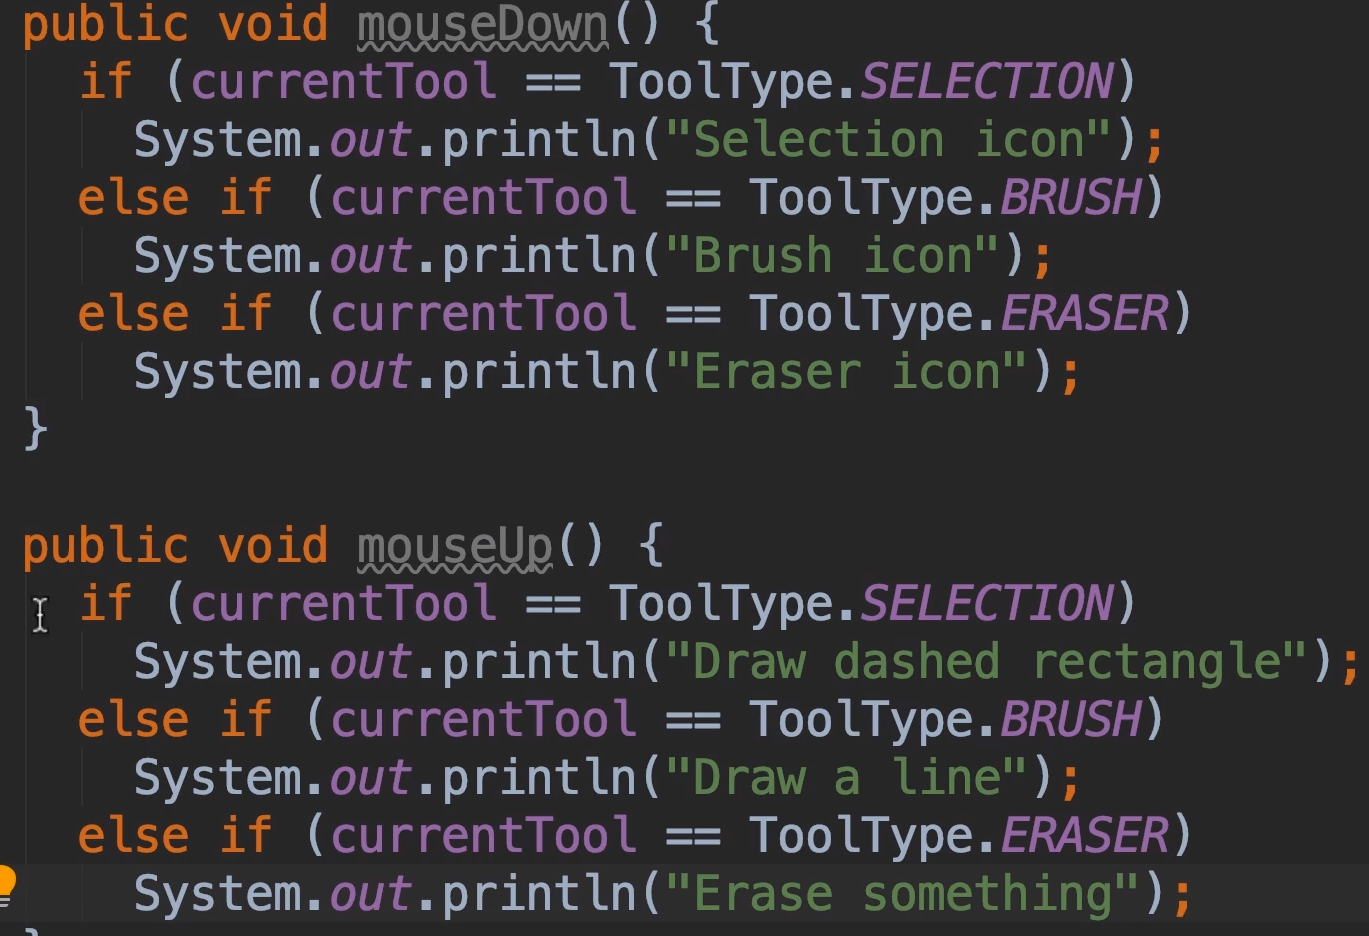 public void mouseDown() {
if (currentTool == ToolType.SELECTION)
System.out.println("Selection icon");
else if (currentTool == ToolType.BRUSH)
System.out.println("Brush icon");
else if (currentTool == ToolType.ERASER)
System.out.println("Eraser icon");
}
public void mouseUp() {
if (currentTool == ToolType.SELECTION)
System.out.println("Draw dashed rectangle");
else if (currentTool == ToolType.BRUSH)
System.out.println("Draw a line");
else if (currentTool == ToolType.ERASER)
System.out.println("Erase something");
}